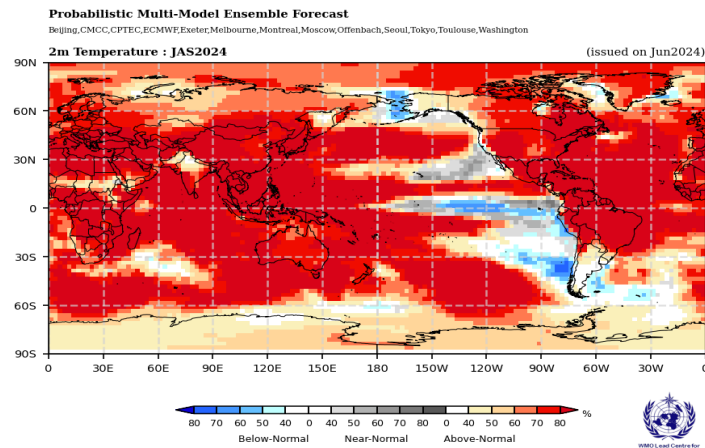 Probabilistic Multi-Model Ensemble Forecast
Beijing,CMCC,CPTEC,ECMWF,Exeter,Melbourne,Montreal,Moscow,Offenbach,Seoul,Tokyo,Toulouse,Washington
2m Temperature : JAS2024 (issued on Jun2024)
90N
60N
30N
0
30S
60S
90S
0 30E 60E 90E 120E 150E 180 150W 120W 90W 60W 30W 0
80 70 60 50 40 0 40 50 60 70 80 0 40 50 60 70 80 %
Below-Normal Near-Normal Above-Normal
WMO Lead Centre for